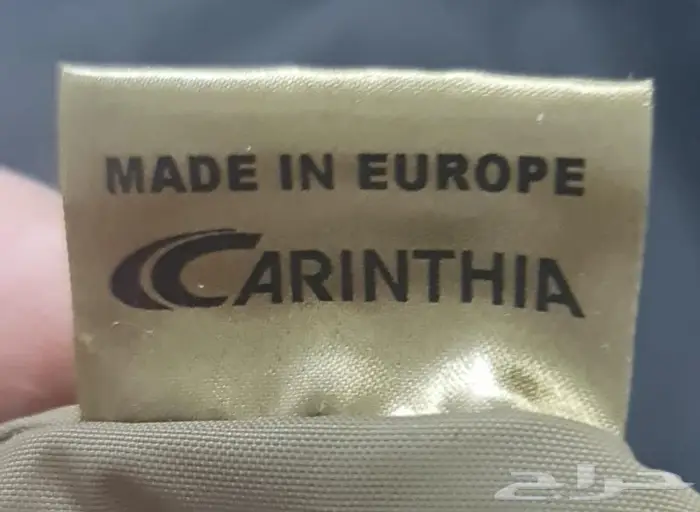 MADE IN EUROPE
CARINTHIA
حراج